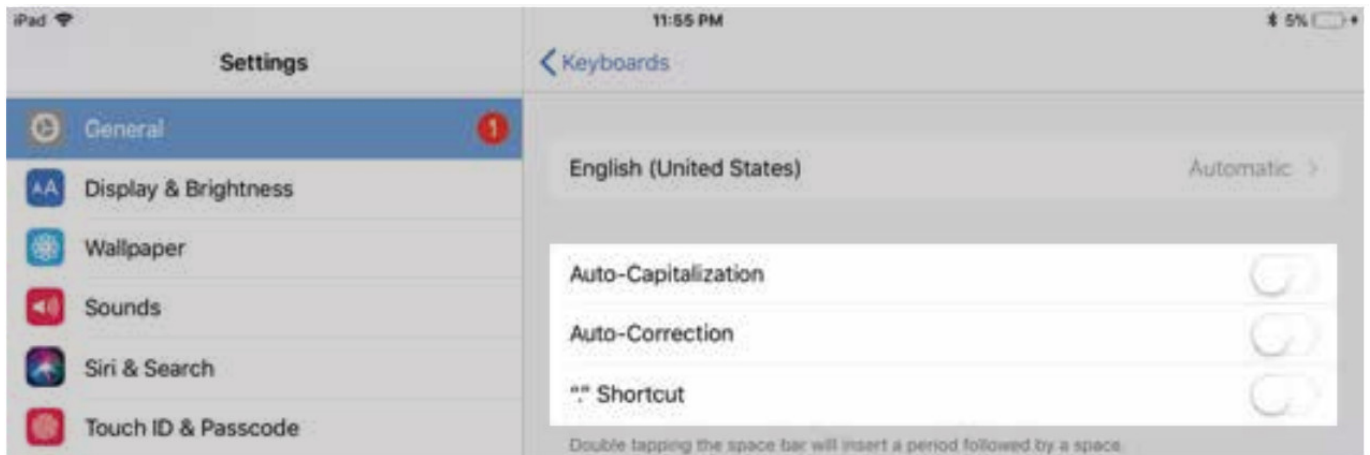 iPad
11:55 PM
5%
Settings
Keyboards
General
1
Display & Brightness
Wallpaper
Sounds
Siri & Search
Touch ID & Passcode
English (United States)
Automatic
Auto-Capitalization
Auto-Correction
“.” Shortcut
Double tapping the space bar will insert a period followed by a space.